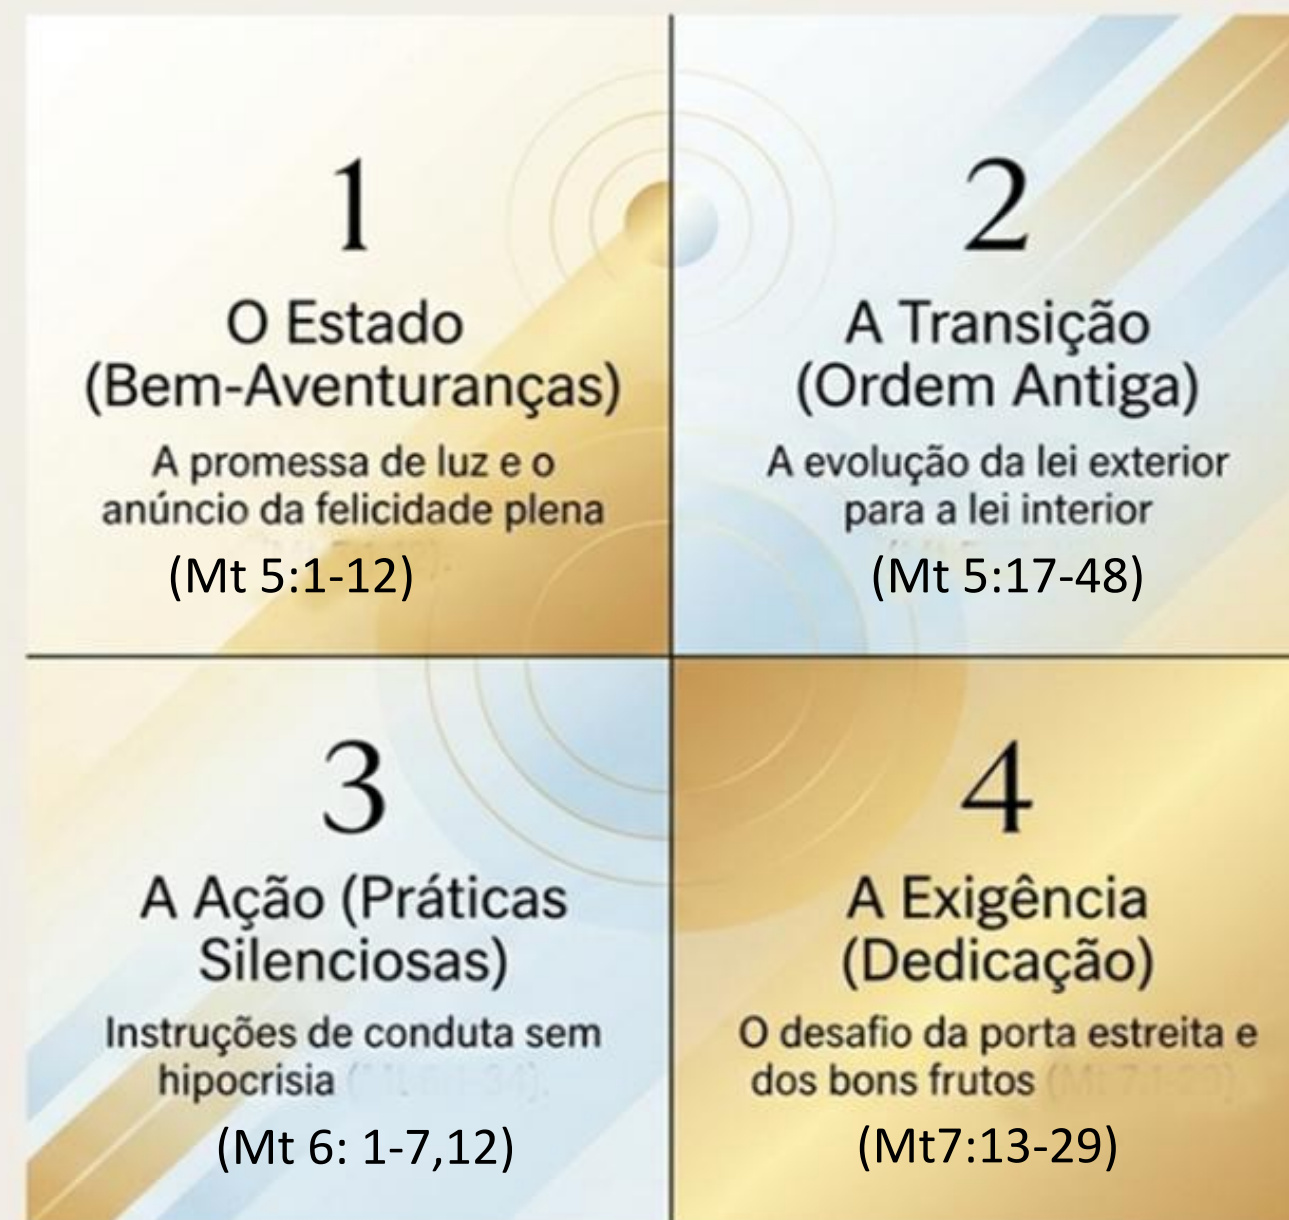 1
O Estado
(Bem-Aventuranças)
A promessa de luz e o
anúncio da felicidade plena
(Mt 5:1-12)
2
A Transição
(Ordem Antiga)
A evolução da lei exterior
para a lei interior
(Mt 5:17-48)
3
A Ação (Práticas
Silenciosas)
Instruções de conduta sem
hipocrisia
(Mt 6: 1-7,12)
4
A Exigência
(Dedicação)
O desafio da porta estreita e
dos bons frutos
(Mt7:13-29)